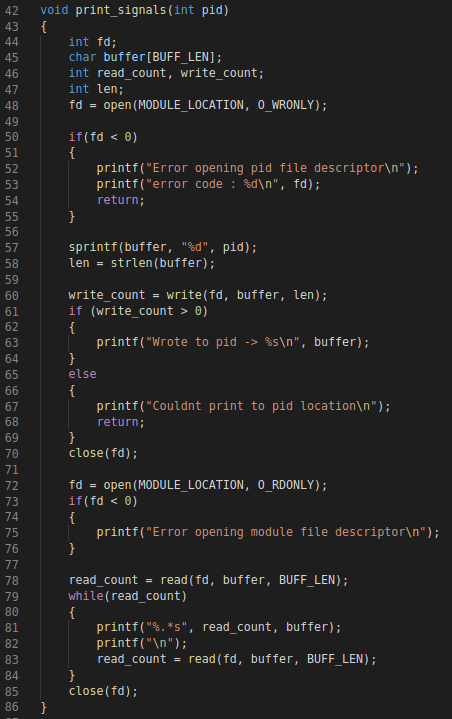 42 void print_signals(int pid)
43 {
44     int fd;
45     char buffer[BUFF_LEN];
46     int read_count, write_count;
47     int len;
48     fd = open(MODULE_LOCATION, O_WRONLY);
49
50     if(fd < 0)
51     {
52         printf("Error opening pid file descriptor\n");
53         printf("error code : %d\n", fd);
54         return;
55     }
56
57     sprintf(buffer, "%d", pid);
58     len = strlen(buffer);
59
60     write_count = write(fd, buffer, len);
61     if (write_count > 0)
62     {
63         printf("Wrote to pid -> %s\n", buffer);
64     }
65     else
66     {
67         printf("Couldnt print to pid location\n");
68         return;
69     }
70     close(fd);
71
72     fd = open(MODULE_LOCATION, O_RDONLY);
73     if(fd < 0)
74     {
75         printf("Error opening module file descriptor\n");
76     }
77
78     read_count = read(fd, buffer, BUFF_LEN);
79     while(read_count)
80     {
81         printf("%.*s", read_count, buffer);
82         printf("\n");
83         read_count = read(fd, buffer, BUFF_LEN);
84     }
85     close(fd);
86 }